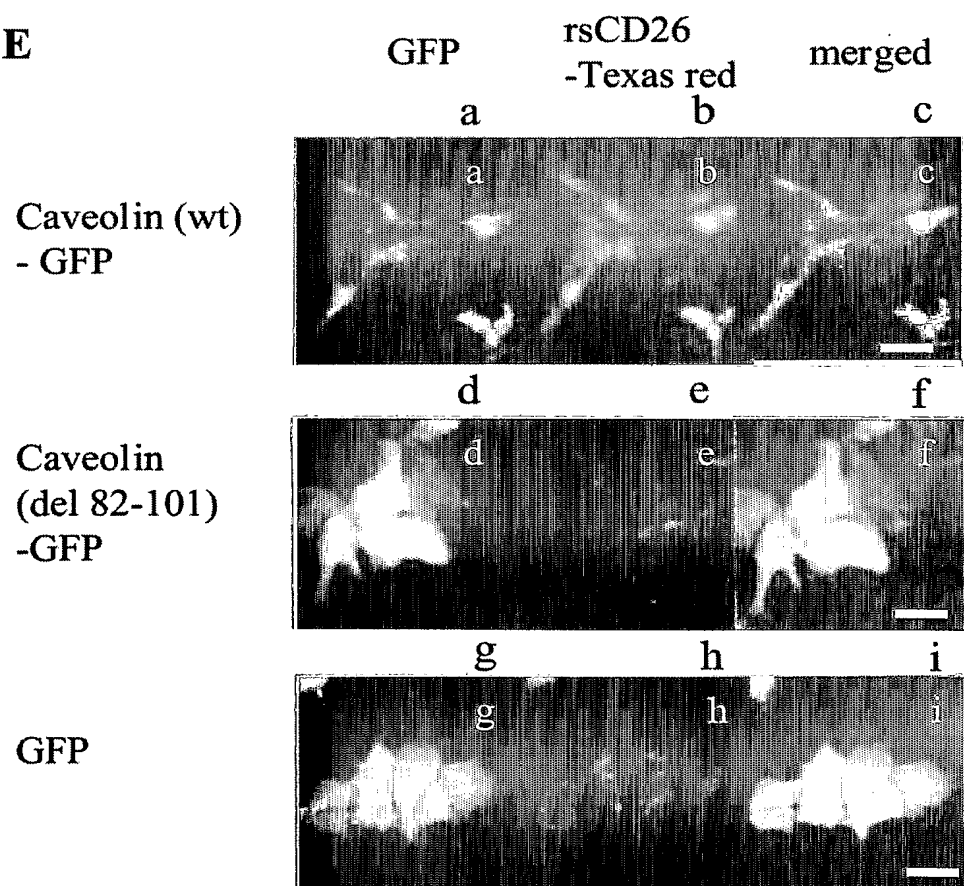 E
GFP
rsCD26
-Texas red
merged
a b c
a b c
Caveolin (wt)
- GFP
d e f
d e f
Caveolin
(del 82-101)
-GFP
g h i
g h i
GFP